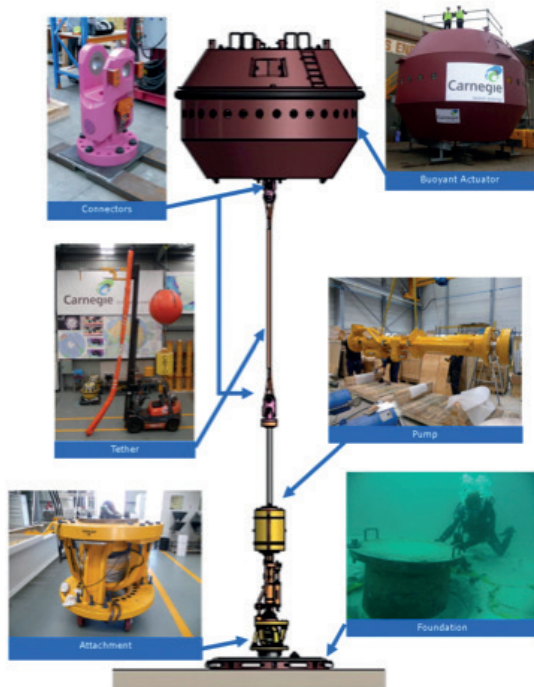 Carnegie
Connectors
Buoyant Actuator
Carnegie
Tether
Pump
Attachment
Foundation